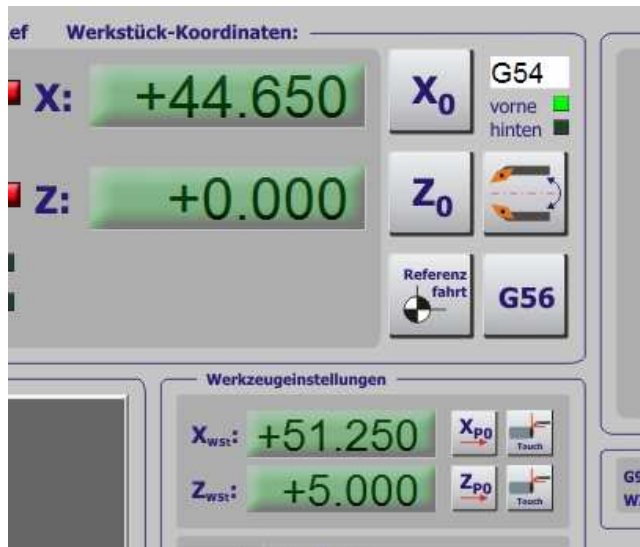 ef Werkstück-Koordinaten:
X: +44.650 X0 G54
vorne
hinten
Z: +0.000 Z0
Referenz
fahrt
G56
Werkzeugeinstellungen
Xwst: +51.250 XP0 Touch
Zwst: +5.000 ZP0 Touch